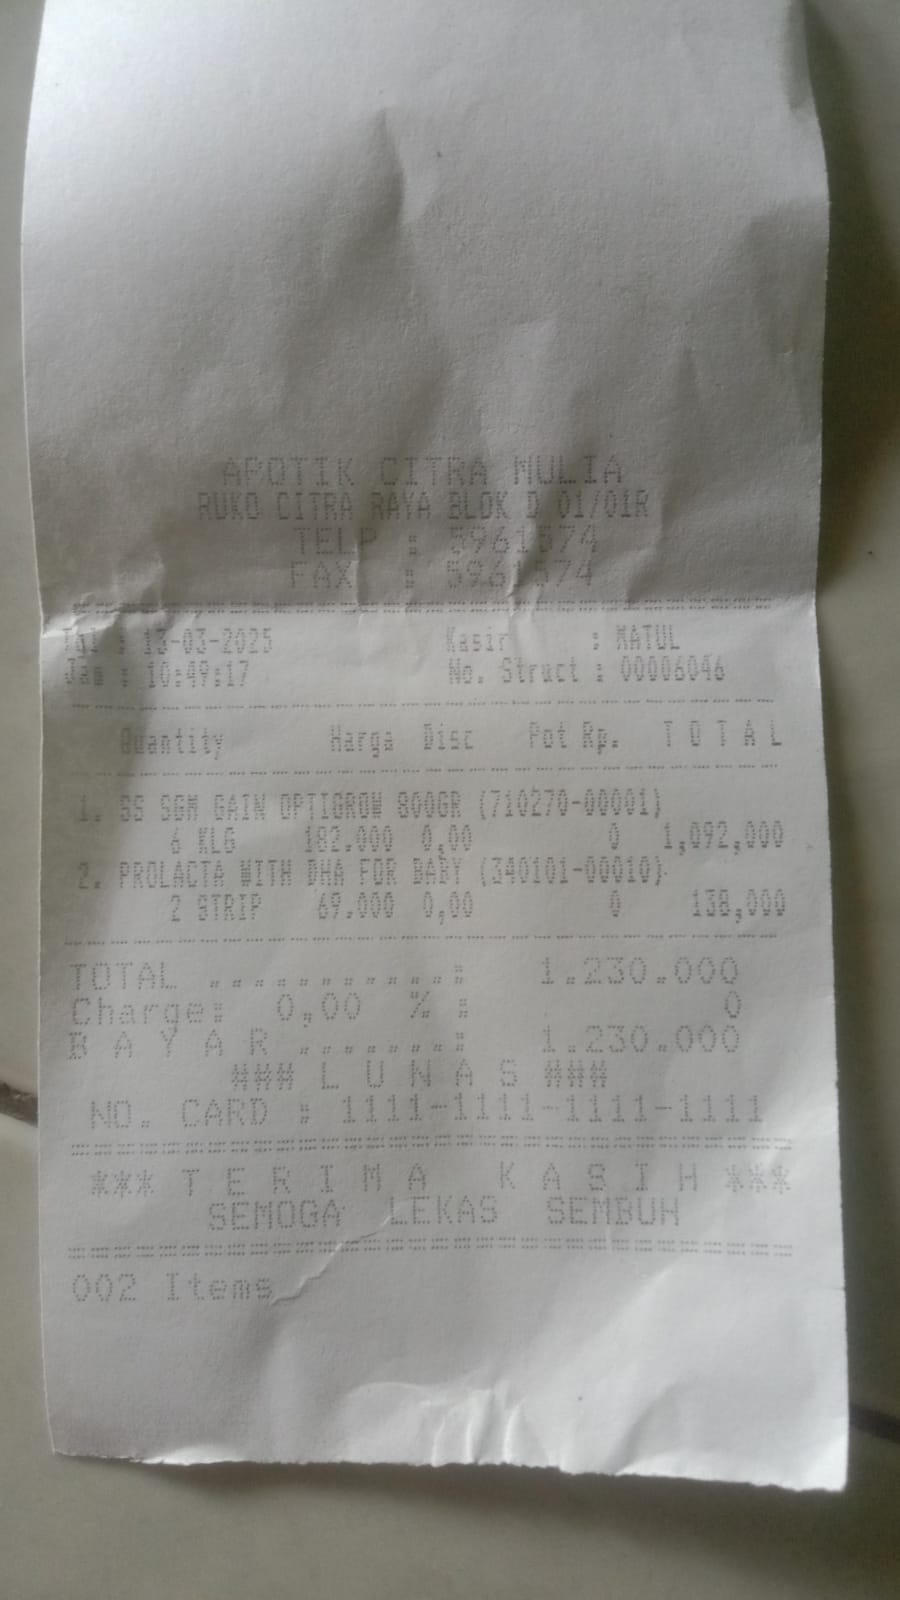 APOTIK CITRA MULIA
RUKO CITRA RAYA BLOK D 01/01R
TELP : 5961574
FAX : 5961574
Tgl : 13-03-2025 Kasir : MATUL
Jam : 10:49:17 No. Struct : 00006046
Quantity Harga Disc Pot Rp. T O T A L
1. SS SGM GAIN OPTIGROW 800GR (710270-00001)
6 KLG 182.000 0,00 0 1,092,000
2. PROLACTA WITH DHA FOR BABY (340101-00010)
2 STRIP 69.000 0,00 0 138,000
TOTAL ............: 1.230.000
Charge: 0,00 % : 0
B A Y A R .......: 1.230.000
### L U N A S ###
NO. CARD : 1111-1111-1111-1111
*** T E R I M A K A S I H ***
SEMOGA LEKAS SEMBUH
002 Items